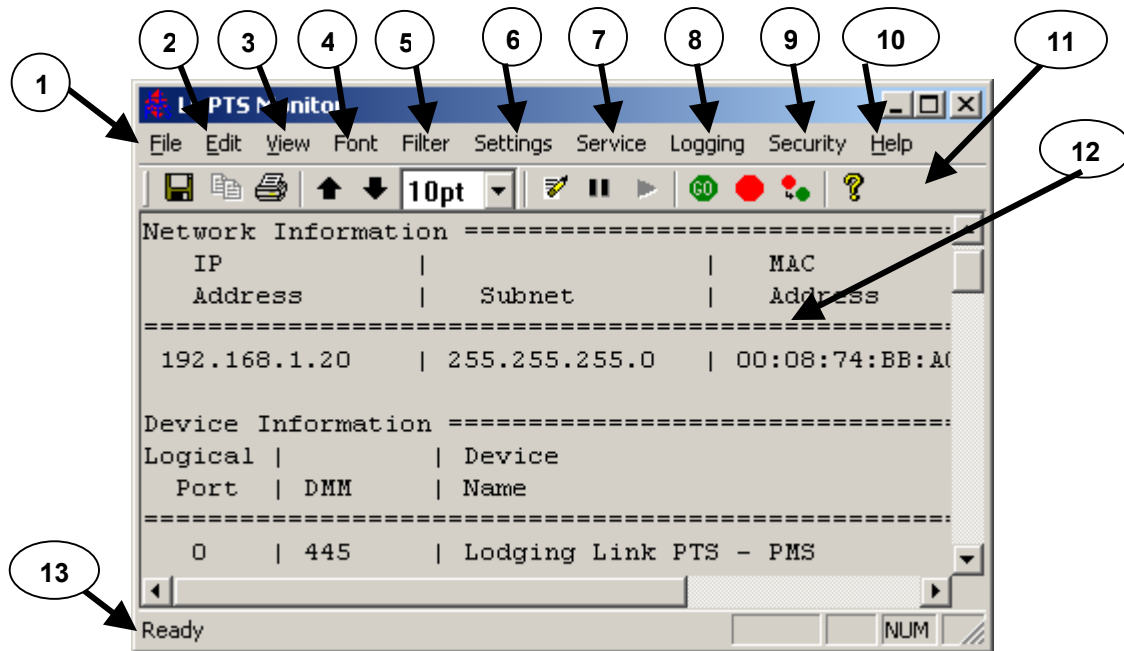 1 2 3 4 5 6 7 8 9 10 11 12
PTS Monitor
File Edit View Font Filter Settings Service Logging Security Help
10pt GO ?
Network Information ==============================
IP | | MAC
Address | Subnet | Address
==================================================
192.168.1.20 | 255.255.255.0 | 00:08:74:BB:A0
Device Information ===============================
Logical | | Device
Port | DMM | Name
==================================================
0 | 445 | Lodging Link PTS - PMS
13
Ready NUM